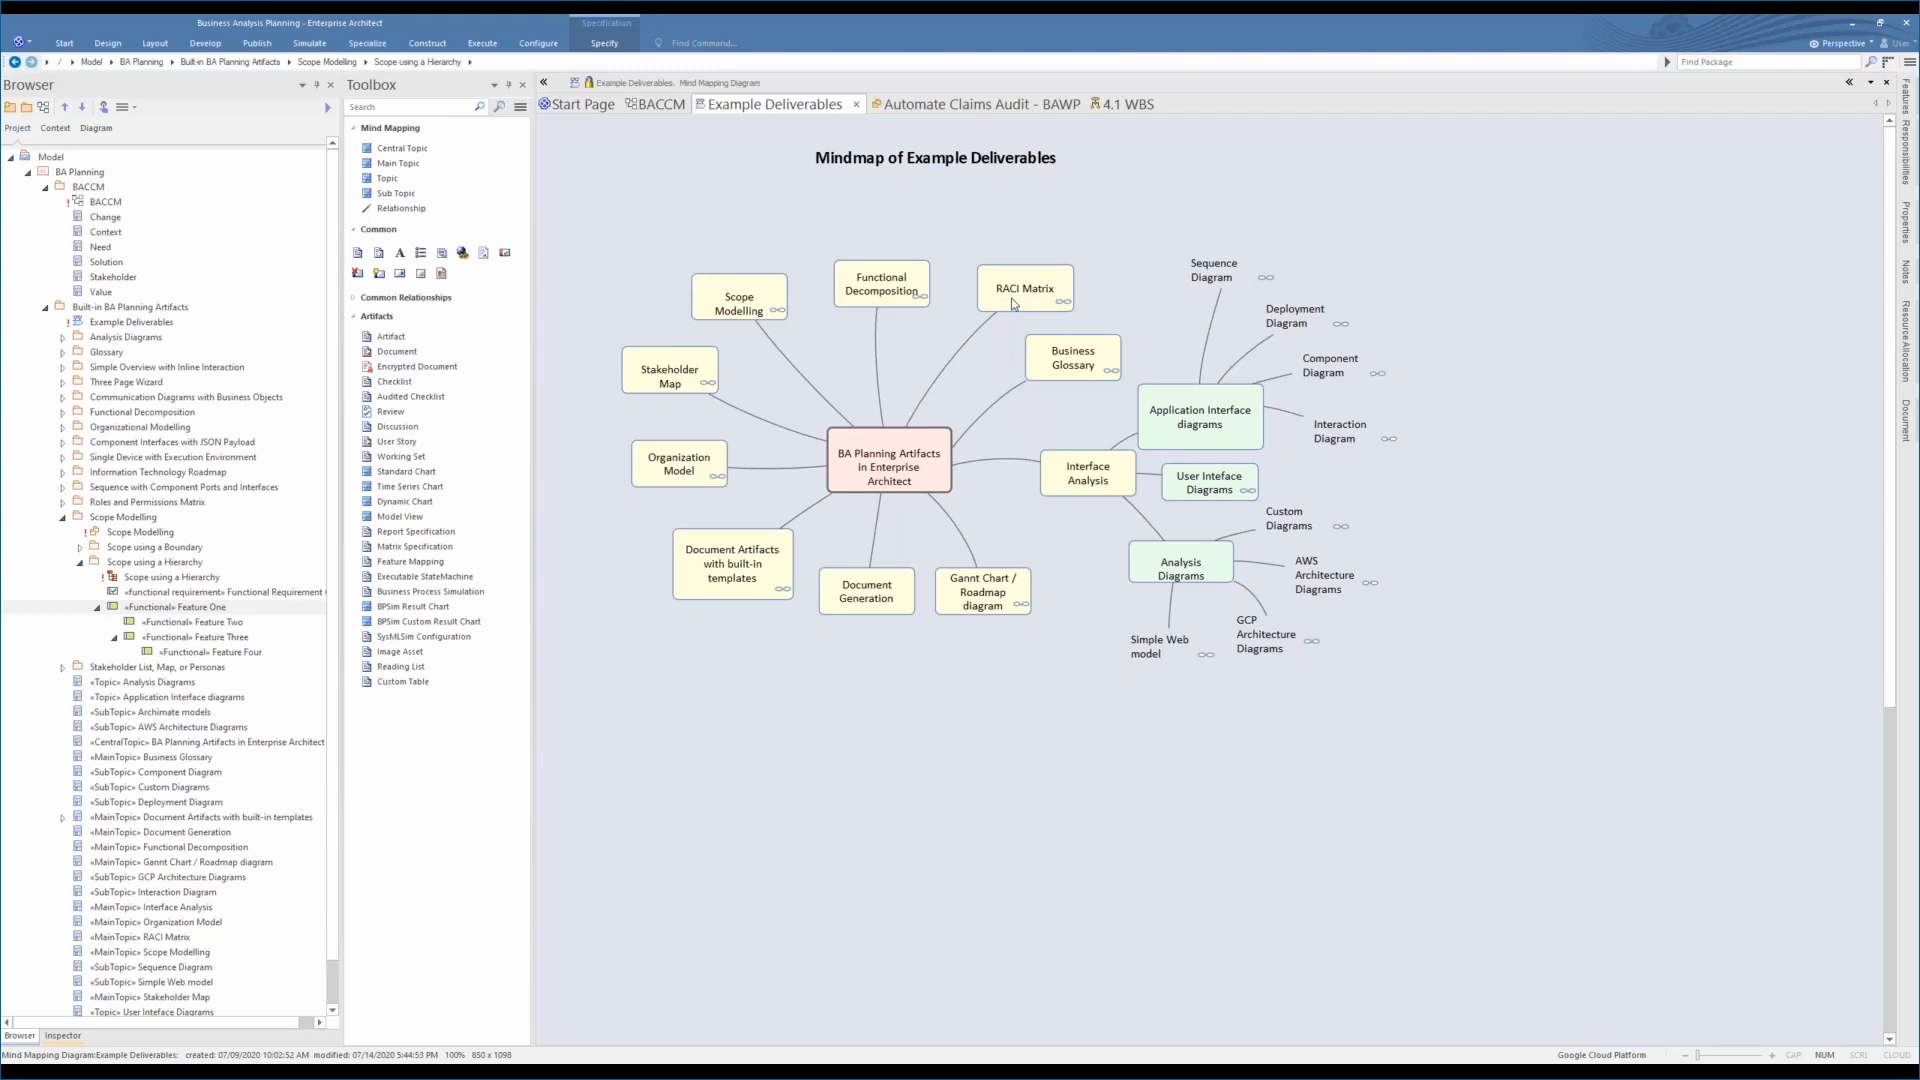 Business Analysis Planning - Enterprise Architect
Specification
Start Design Layout Develop Publish Simulate Specialize Construct Execute Configure Specify Find Command...
Perspective User
/ Model BA Planning Built-in BA Planning Artifacts Scope Modelling Scope using a Hierarchy
Find Package
Browser
Project Context Diagram
Model
BA Planning
BACCM
BACCM
Change
Context
Need
Solution
Stakeholder
Value
Built-in BA Planning Artifacts
Example Deliverables
Analysis Diagrams
Glossary
Simple Overview with Inline Interaction
Three Page Wizard
Communication Diagrams with Business Objects
Functional Decomposition
Organizational Modelling
Component Interfaces with JSON Payload
Single Device with Execution Environment
Information Technology Roadmap
Sequence with Component Ports and Interfaces
Roles and Permissions Matrix
Scope Modelling
Scope Modelling
Scope using a Boundary
Scope using a Hierarchy
Scope using a Hierarchy
«functional requirement» Functional Requirement
«Functional» Feature One
«Functional» Feature Two
«Functional» Feature Three
«Functional» Feature Four
Stakeholder List, Map, or Personas
«Topic» Analysis Diagrams
«Topic» Application Interface diagrams
«SubTopic» Archimate models
«SubTopic» AWS Architecture Diagrams
«CentralTopic» BA Planning Artifacts in Enterprise Architect
«MainTopic» Business Glossary
«SubTopic» Component Diagram
«SubTopic» Custom Diagrams
«SubTopic» Deployment Diagram
«MainTopic» Document Artifacts with built-in templates
«MainTopic» Document Generation
«MainTopic» Functional Decomposition
«MainTopic» Gannt Chart / Roadmap diagram
«SubTopic» GCP Architecture Diagrams
«SubTopic» Interaction Diagram
«MainTopic» Interface Analysis
«MainTopic» Organization Model
«MainTopic» RACI Matrix
«MainTopic» Scope Modelling
«SubTopic» Sequence Diagram
«SubTopic» Simple Web model
«MainTopic» Stakeholder Map
«Topic» User Inteface Diagrams
Browser Inspector
Toolbox
Search
Mind Mapping
Central Topic
Main Topic
Topic
Sub Topic
Relationship
Common
Common Relationships
Artifacts
Artifact
Document
Encrypted Document
Checklist
Audited Checklist
Review
Discussion
User Story
Working Set
Standard Chart
Time Series Chart
Dynamic Chart
Model View
Report Specification
Matrix Specification
Feature Mapping
Executable StateMachine
Business Process Simulation
BPSim Result Chart
BPSim Custom Result Chart
SysMLSim Configuration
Image Asset
Reading List
Custom Table
Example Deliverables. Mind Mapping Diagram
Start Page BACCM Example Deliverables Automate Claims Audit - BAWP 4.1 WBS
Mindmap of Example Deliverables
Scope
Modelling
Functional
Decomposition
RACI Matrix
Business
Glossary
Stakeholder
Map
Organization
Model
BA Planning Artifacts
in Enterprise
Architect
Document Artifacts
with built-in
templates
Document
Generation
Gannt Chart /
Roadmap
diagram
Interface
Analysis
Application Interface
diagrams
User Inteface
Diagrams
Analysis
Diagrams
Sequence
Diagram
Deployment
Diagram
Component
Diagram
Interaction
Diagram
Custom
Diagrams
AWS
Architecture
Diagrams
GCP
Architecture
Diagrams
Simple Web
model
Features
Responsibilities
Properties
Notes
Resource Allocation
Document
Mind Mapping Diagram:Example Deliverables: created: 07/09/2020 10:02:52 AM modified: 07/14/2020 5:44:53 PM 100% 850 x 1098
Google Cloud Platform
CAP NUM SCRL CLOUD